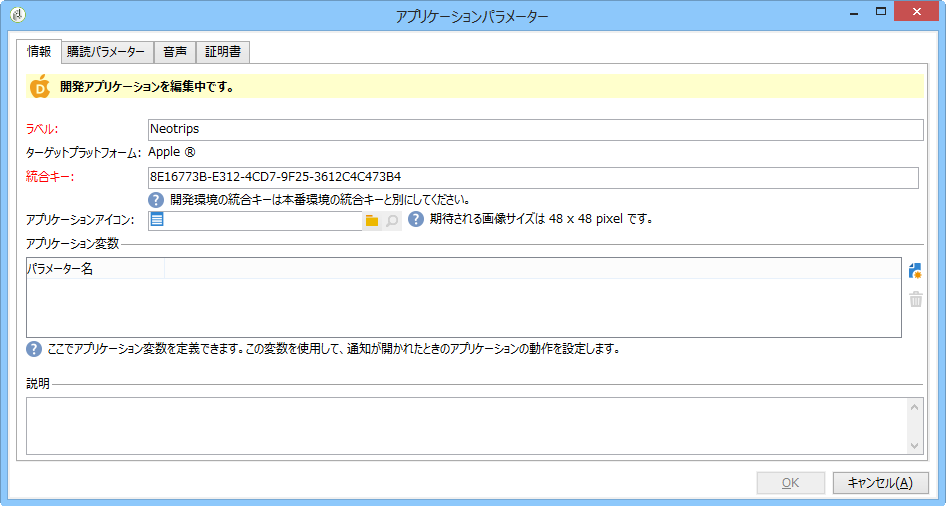 アプリケーションパラメーター
情報 購読パラメーター 音声 証明書
D 開発アプリケーションを編集中です。
ラベル: Neotrips
ターゲットプラットフォーム: Apple ®
統合キー: 8E16773B-E312-4CD7-9F25-3612C4C473B4
? 開発環境の統合キーは本番環境の統合キーと別にしてください。
アプリケーションアイコン: ? 期待される画像サイズは 48 x 48 pixel です。
アプリケーション変数
パラメーター名
? ここでアプリケーション変数を定義できます。この変数を使用して、通知が開かれたときのアプリケーションの動作を設定します。
説明
OK キャンセル(A)